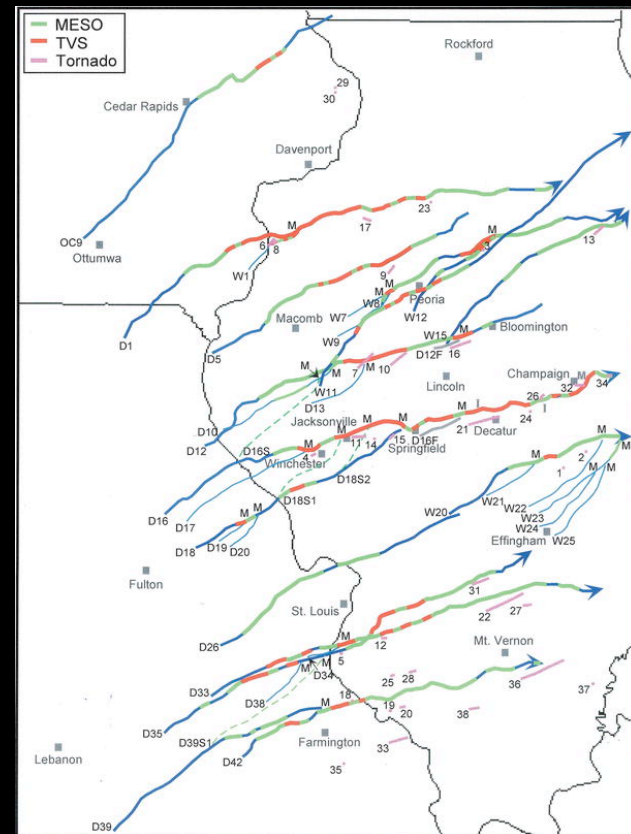 MESO
TVS
Tornado
Rockford
29
30
Cedar Rapids
Davenport
OC9
Ottumwa
6
8
M
17
23
W1
13
M
3
9
M
M
W8
Peoria
W7
W12
D1
D5
Macomb
W9
W15
M
Bloomington
D12F
16
M
M
7
M
10
W11
D13
Lincoln
Champaign
M
32
34
D10
D12
Jacksonville
M
M
M
I
26
I
24
D16S
M
11
14
15
D16F
Springfield
21
Decatur
M
4
Winchester
D18S2
D16
D17
D18S1
M
M
D18
D19
D20
W20
W21
M
M
M
M
2
1
W22
W23
W24
W25
Effingham
Fulton
St. Louis
31
22
27
D26
M
12
Mt. Vernon
5
M
M
D34
D33
25
28
36
37
D38
18
M
19
20
38
D35
D39S1
D42
Farmington
33
35
Lebanon
D39